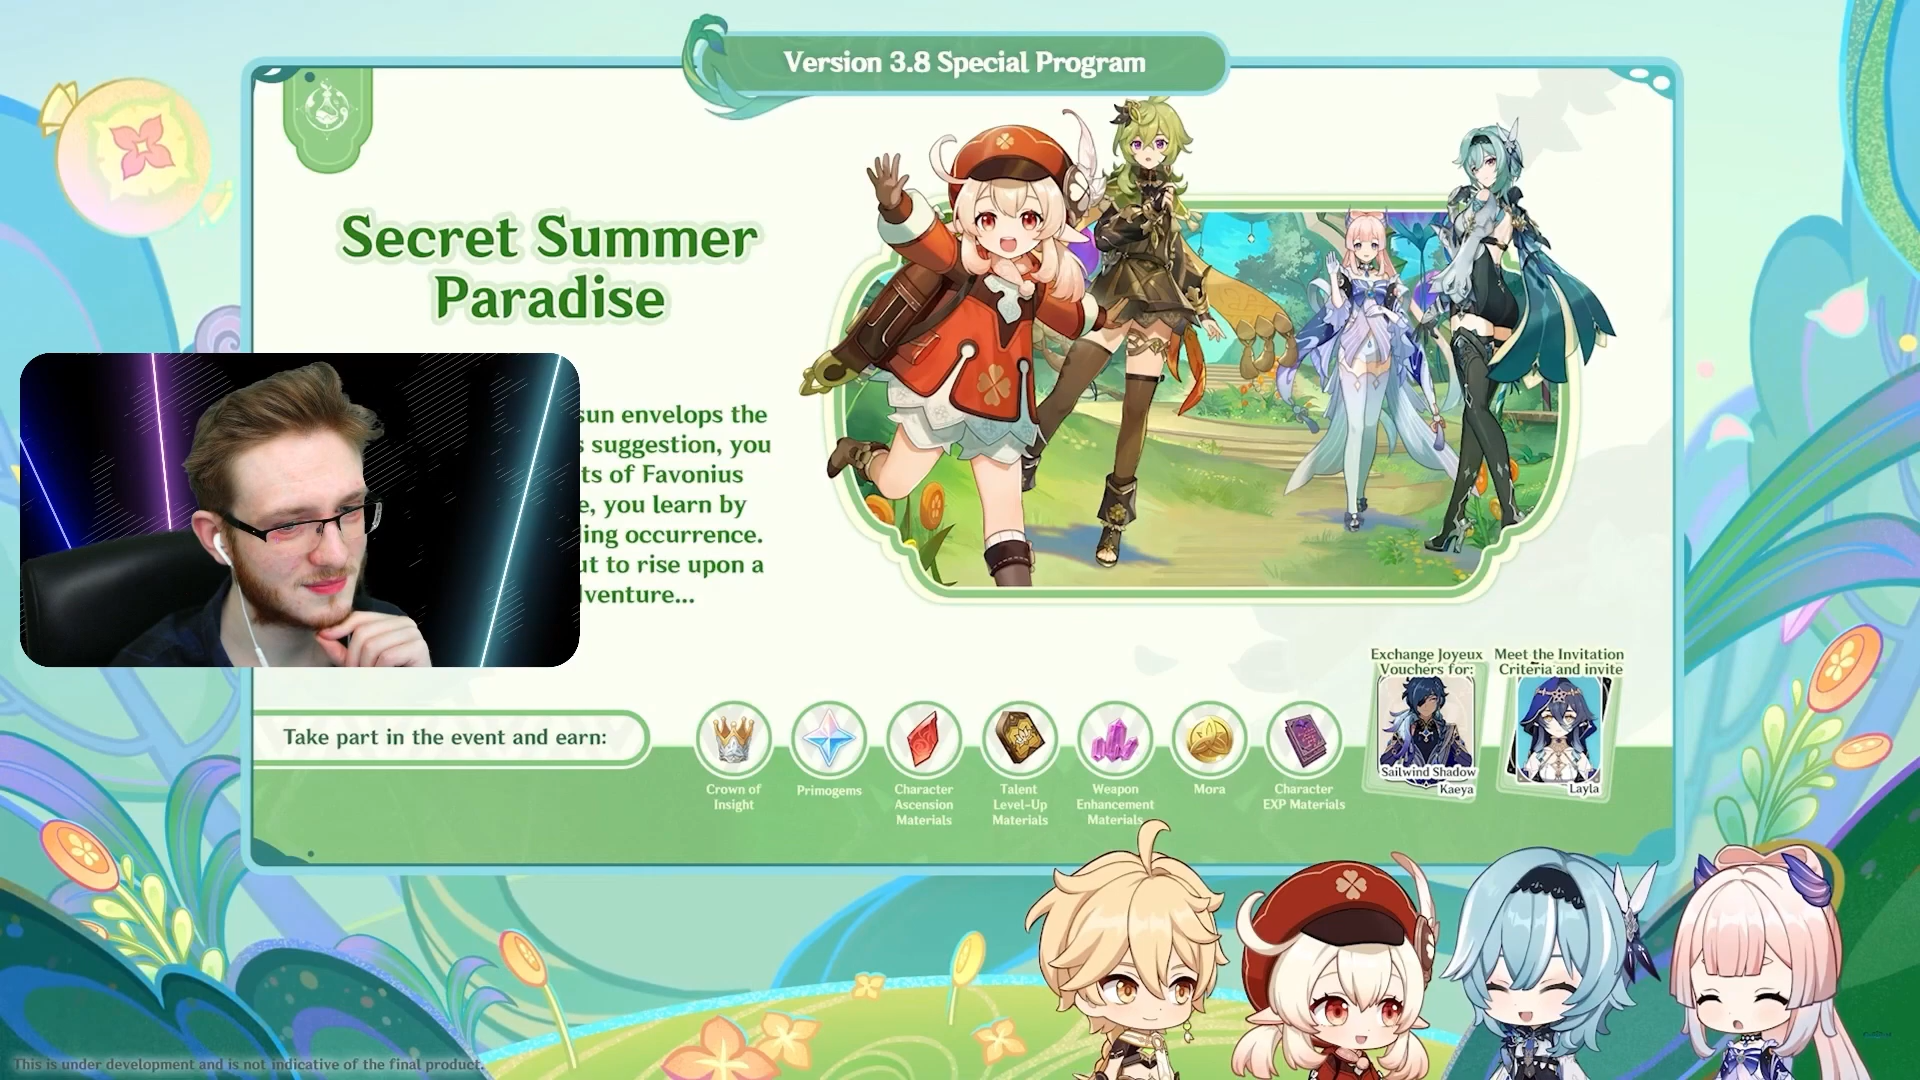 Version 3.8 Special Program
Secret Summer
Paradise
sun envelops the
suggestion, you
ts of Favonius
e, you learn by
ing occurrence.
ut to rise upon a
dventure...
Exchange Joyeux
Vouchers for:
Meet the Invitation
Criteria and invite
Sailwind Shadow
Kaeya
Layla
Take part in the event and earn:
Crown of
Insight
Primogems
Character
Ascension
Materials
Talent
Level-Up
Materials
Weapon
Enhancement
Materials
Mora
Character
EXP Materials
This is under development and is not indicative of the final product.